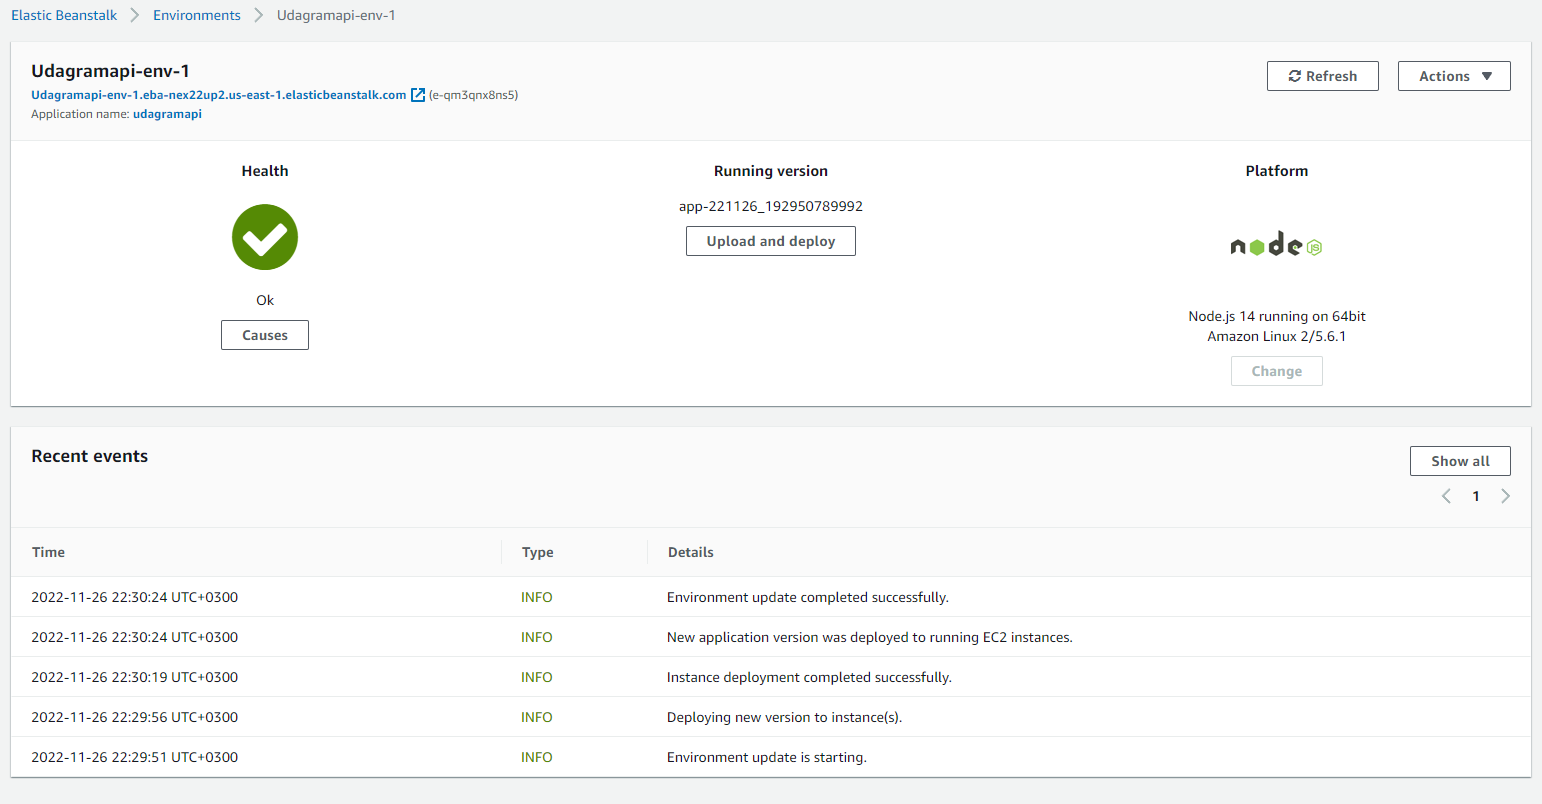 Elastic Beanstalk > Environments > Udagramapi-env-1
Udagramapi-env-1
Refresh
Actions
Udagramapi-env-1.eba-nex22up2.us-east-1.elasticbeanstalk.com (e-qm3qnx8ns5)
Application name: udagramapi
Health
Ok
Causes
Running version
app-221126_192950789992
Upload and deploy
Platform
node JS
Node.js 14 running on 64bit
Amazon Linux 2/5.6.1
Change
Recent events
Show all
1
Time Type Details
2022-11-26 22:30:24 UTC+0300 INFO Environment update completed successfully.
2022-11-26 22:30:24 UTC+0300 INFO New application version was deployed to running EC2 instances.
2022-11-26 22:30:19 UTC+0300 INFO Instance deployment completed successfully.
2022-11-26 22:29:56 UTC+0300 INFO Deploying new version to instance(s).
2022-11-26 22:29:51 UTC+0300 INFO Environment update is starting.